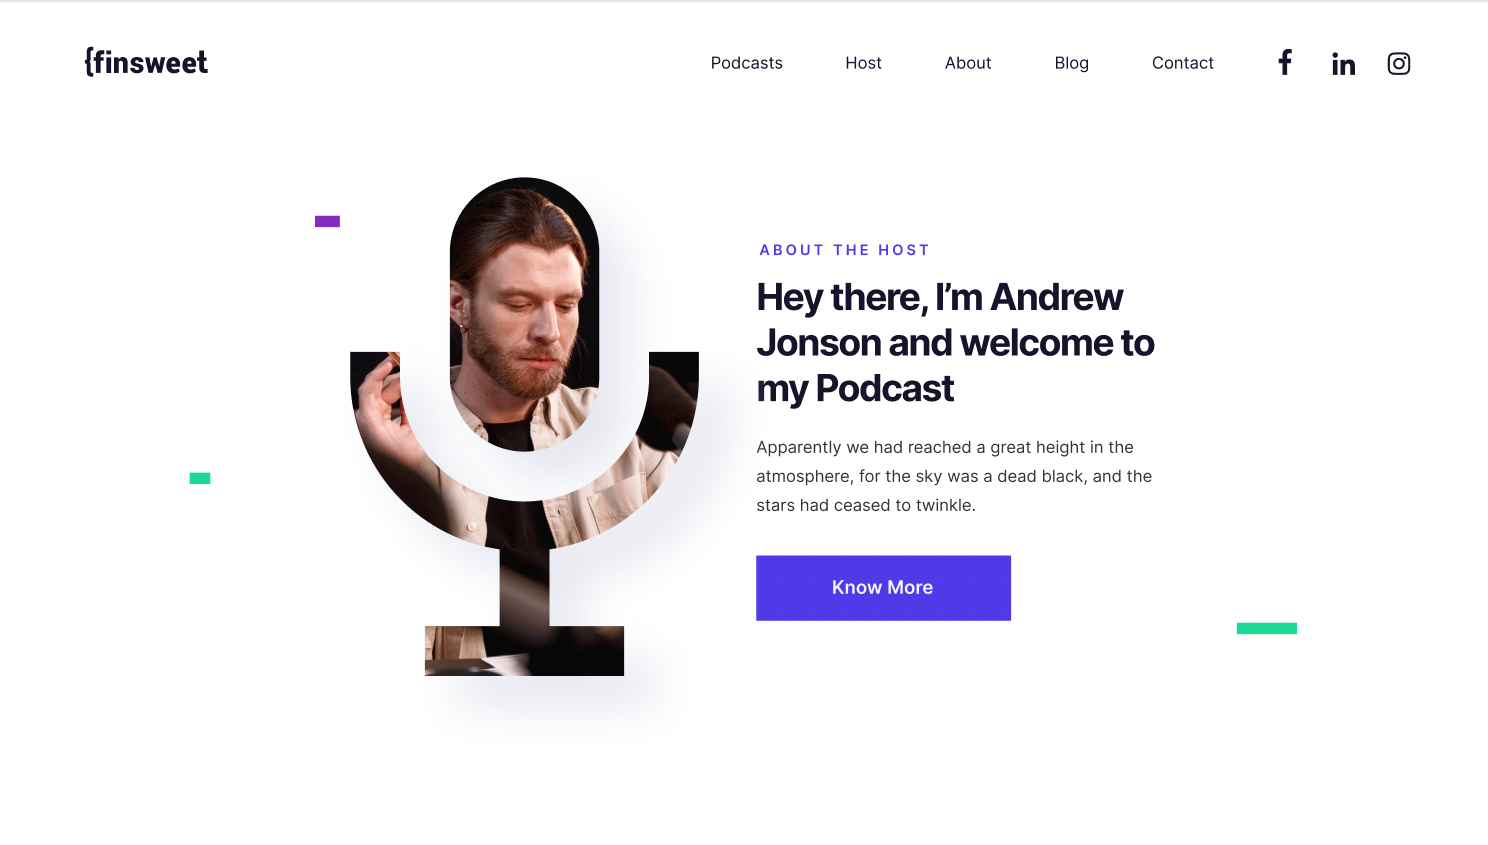 {finsweet
Podcasts Host About Blog Contact
ABOUT THE HOST
Hey there, I’m Andrew
Jonson and welcome to
my Podcast
Apparently we had reached a great height in the
atmosphere, for the sky was a dead black, and the
stars had ceased to twinkle.
Know More